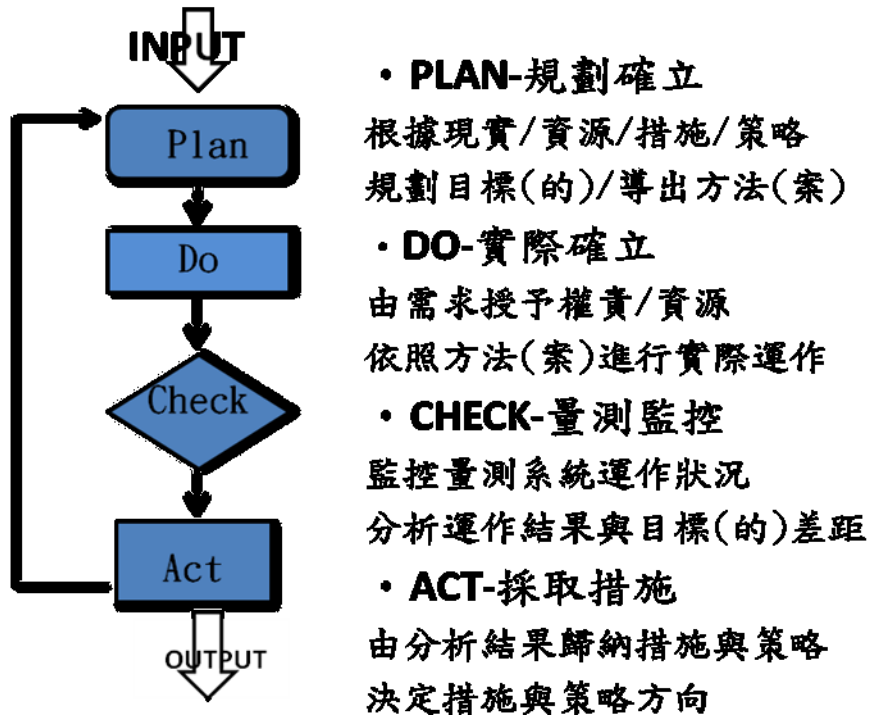 INPUT
Plan
Do
Check
Act
OUTPUT
・PLAN-規劃確立
根據現實/資源/措施/策略
規劃目標(的)/導出方法(案)
・DO-實際確立
由需求授予權責/資源
依照方法(案)進行實際運作
・CHECK-量測監控
監控量測系統運作狀況
分析運作結果與目標(的)差距
・ACT-採取措施
由分析結果歸納措施與策略
決定措施與策略方向